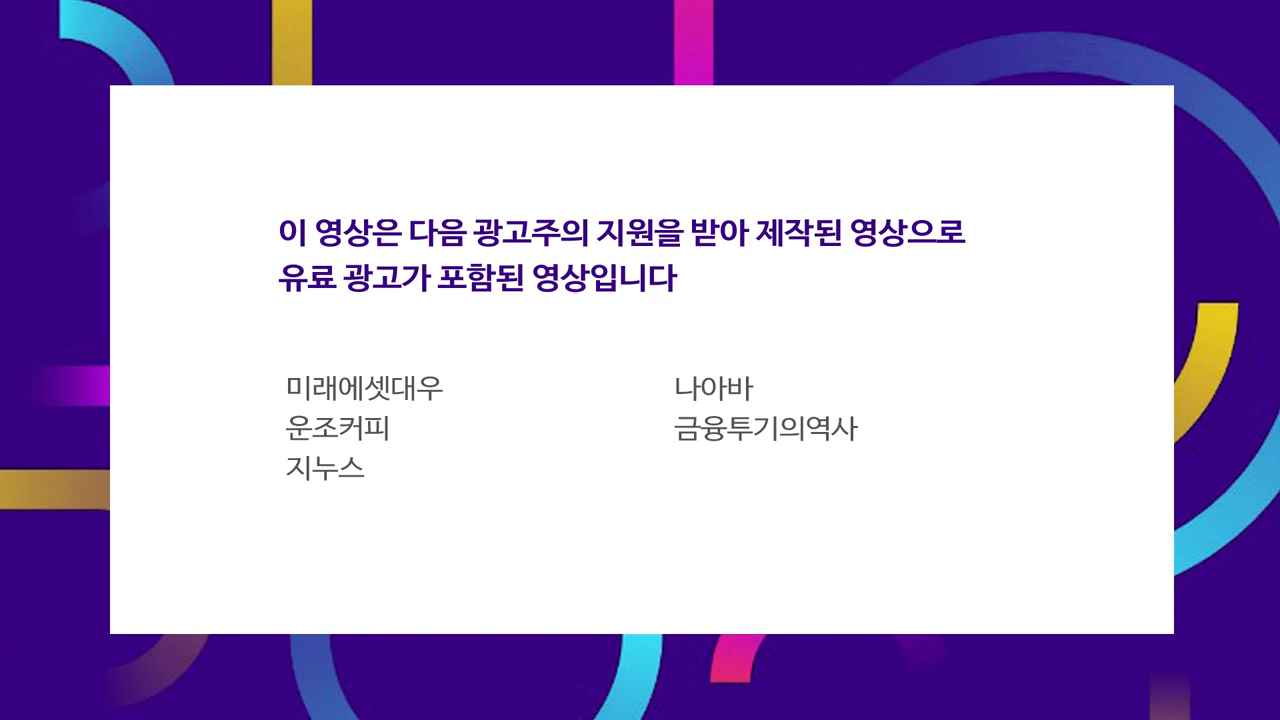 이 영상은 다음 광고주의 지원을 받아 제작된 영상으로
유료 광고가 포함된 영상입니다
미래에셋대우
운조커피
지누스
나아바
금융투기의역사